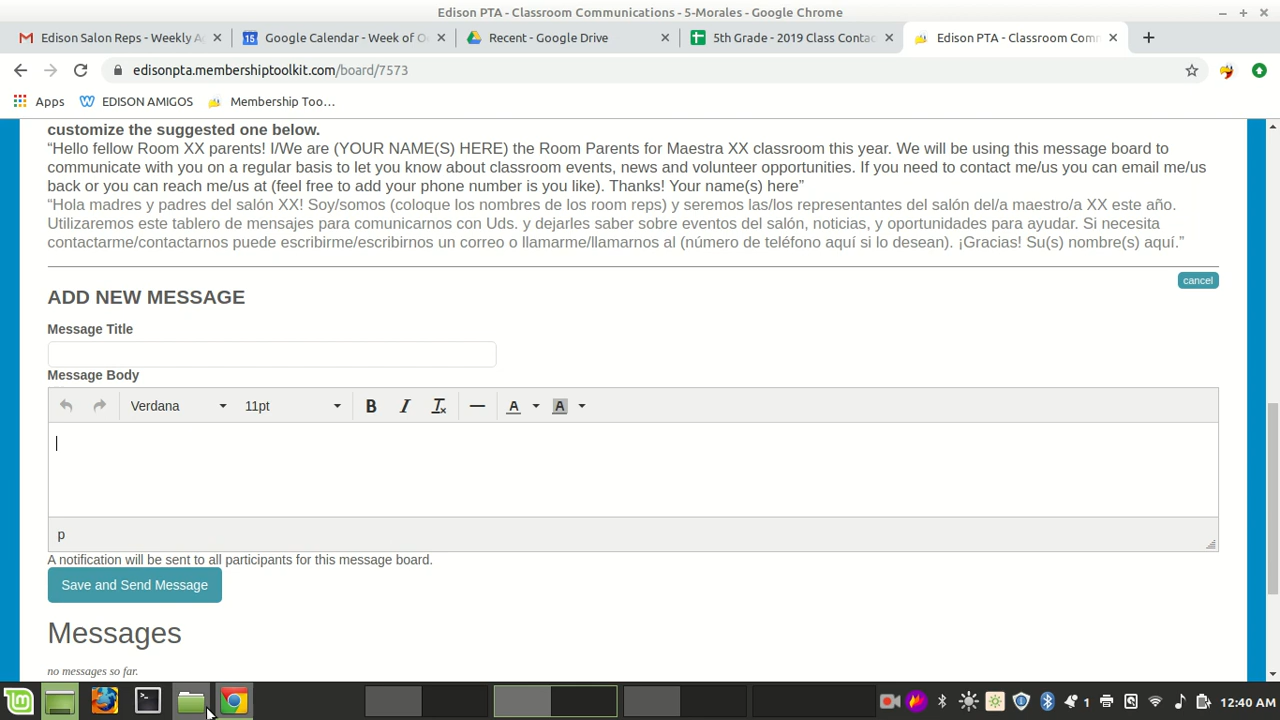 Edison PTA - Classroom Communications - 5-Morales - Google Chrome
Edison Salon Reps - Weekly A
Google Calendar - Week of O
Recent - Google Drive
5th Grade - 2019 Class Contac
Edison PTA - Classroom Com
edisonpta.membershiptoolkit.com/board/7573
Apps
EDISON AMIGOS
Membership Too…
customize the suggested one below.
“Hello fellow Room XX parents! I/We are (YOUR NAME(S) HERE) the Room Parents for Maestra XX classroom this year. We will be using this message board to
communicate with you on a regular basis to let you know about classroom events, news and volunteer opportunities. If you need to contact me/us you can email me/us
back or you can reach me/us at (feel free to add your phone number is you like). Thanks! Your name(s) here”
“Hola madres y padres del salón XX! Soy/somos (coloque los nombres de los room reps) y seremos las/los representantes del salón del/a maestro/a XX este año.
Utilizaremos este tablero de mensajes para comunicarnos con Uds. y dejarles saber sobre eventos del salón, noticias, y oportunidades para ayudar. Si necesita
contactarme/contactarnos puede escribirme/escribirnos un correo o llamarme/llamarnos al (número de teléfono aquí si lo desean). ¡Gracias! Su(s) nombre(s) aquí.”
cancel
ADD NEW MESSAGE
Message Title
Message Body
Verdana
11pt
p
A notification will be sent to all participants for this message board.
Save and Send Message
Messages
no messages so far.
1
12:40 AM